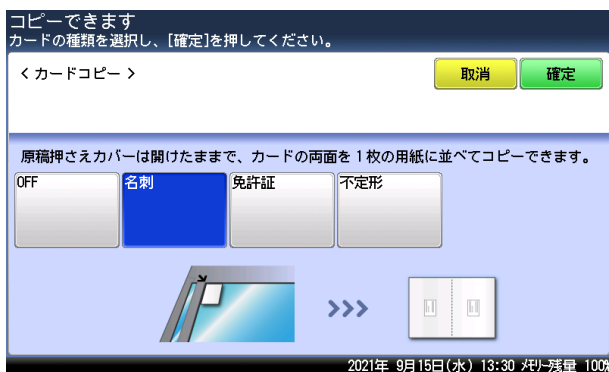 コピーできます
カードの種類を選択し、[確定]を押してください。
< カードコピー >
取消
確定
原稿押さえカバーは開けたままで、カードの両面を1枚の用紙に並べてコピーできます。
OFF
名刺
免許証
不定形
>>>
2021年 9月15日(水) 13:30 ﾒﾓﾘｰ残量 100%